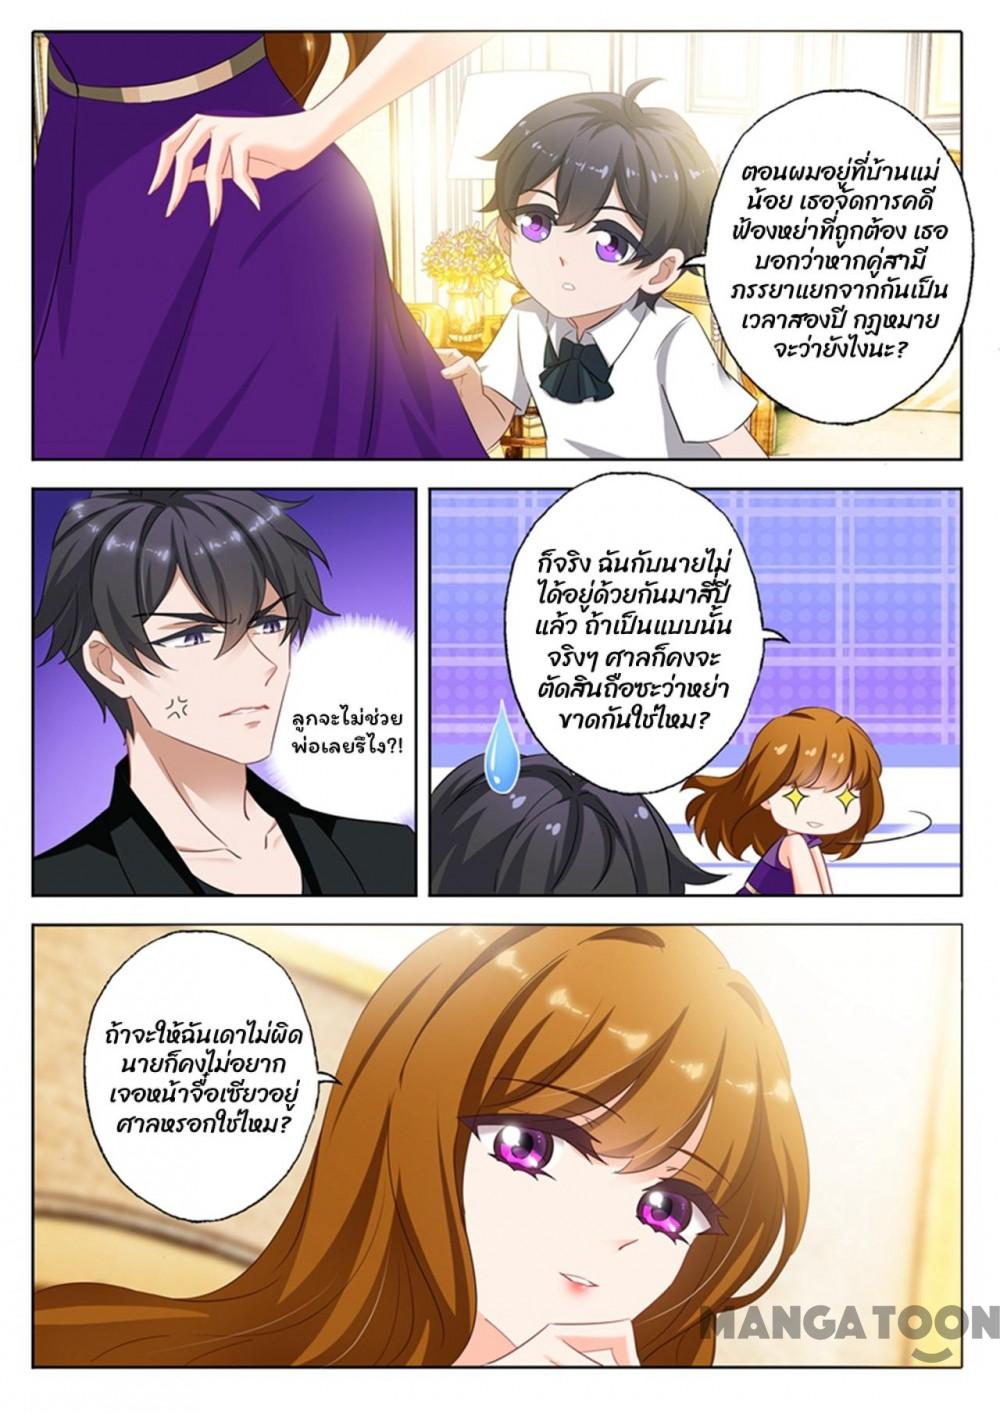 ตอนผมอยู่ที่บ้านแม่
น้อย เธอจัดการคดี
ฟ้องหย่าที่ถูกต้อง เธอ
บอกว่าหากคู่สามี
ภรรยาแยกจากกันเป็น
เวลาสองปี กฎหมาย
จะว่ายังไงนะ?
ลูกจะไม่ช่วย
พ่อเลยรึไง?!
ก็จริง ฉันกับนายไม่
ได้อยู่ด้วยกันมาสี่ปี
แล้ว ถ้าเป็นแบบนั้น
จริงๆ ศาลก็คงจะ
ตัดสินถือซะว่าหย่า
ขาดกันใช่ไหม?
ถ้าจะให้ฉันเดาไม่ผิด
นายก็คงไม่อยาก
เจอหน้าจื่อเซียวอยู่
ศาลหรอกใช่ไหม?
MANGATOON